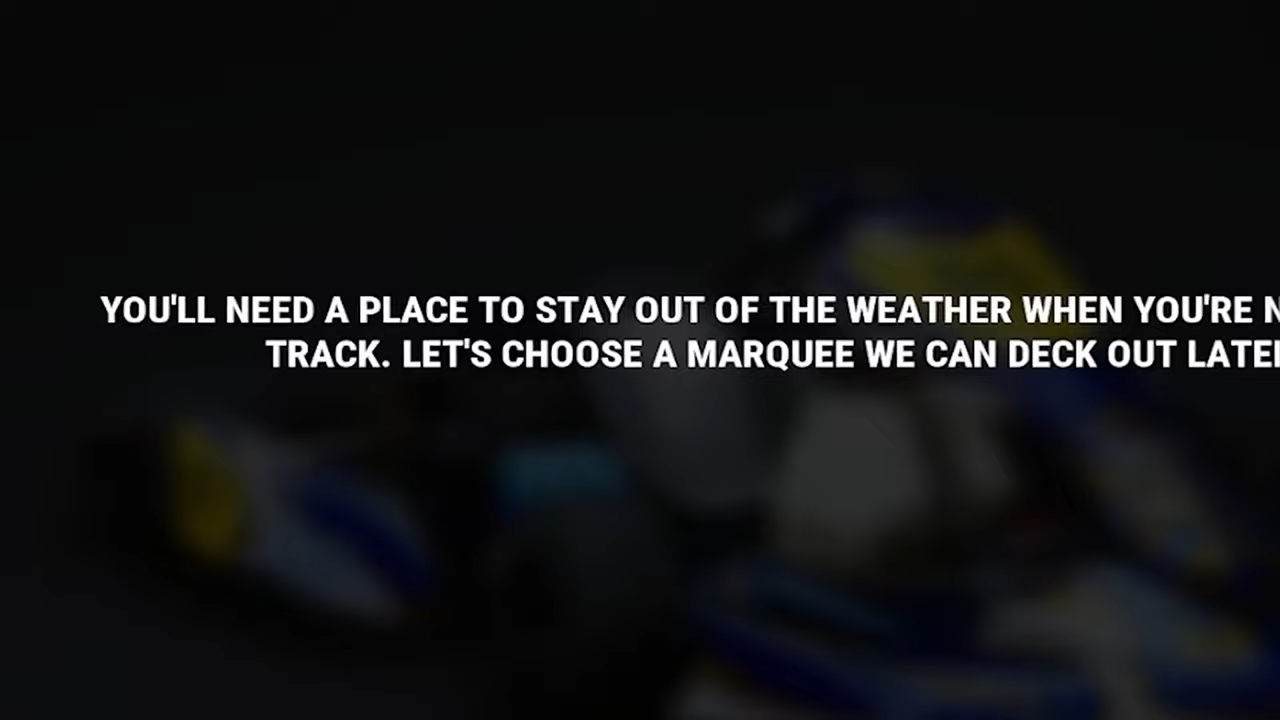 YOU'LL NEED A PLACE TO STAY OUT OF THE WEATHER WHEN YOU'RE
TRACK. LET'S CHOOSE A MARQUEE WE CAN DECK OUT